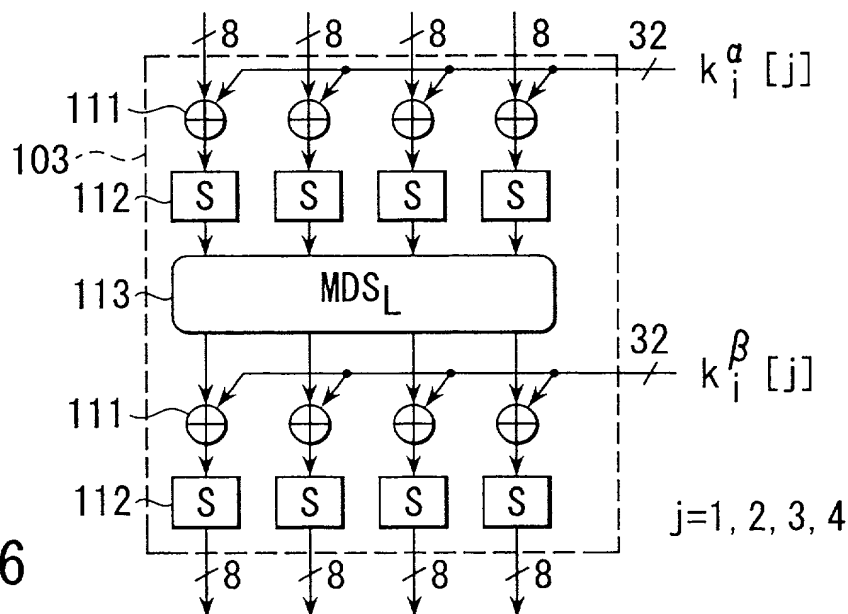 8 8 8 8
32
k_i^α [j]
111
103
112 S S S S
113 MDS_L
32
k_i^β [j]
111
112 S S S S
j=1, 2, 3, 4
6
8 8 8 8